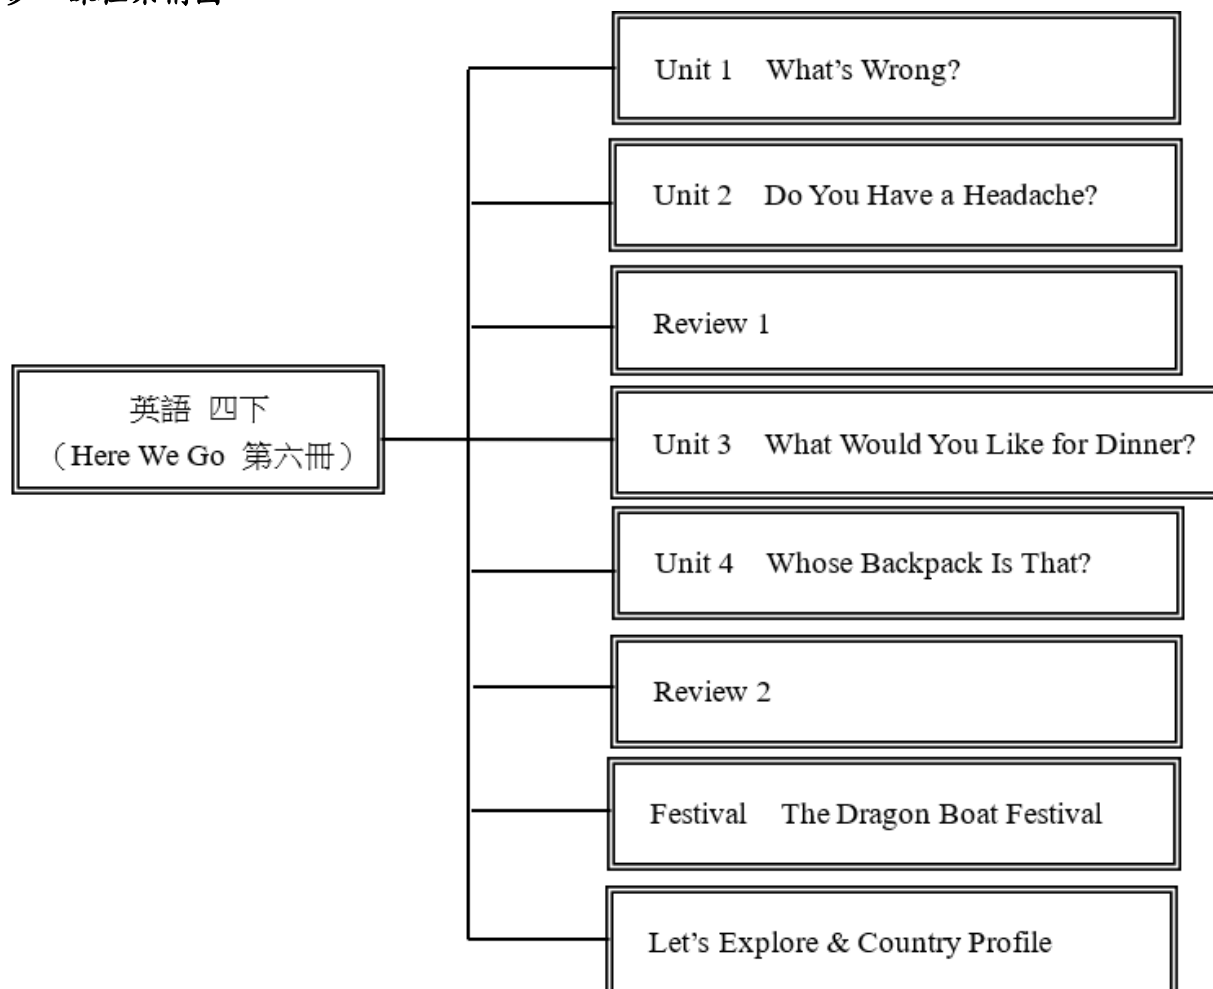 英語 四下
（Here We Go 第六冊）
Unit 1 What’s Wrong?
Unit 2 Do You Have a Headache?
Review 1
Unit 3 What Would You Like for Dinner?
Unit 4 Whose Backpack Is That?
Review 2
Festival The Dragon Boat Festival
Let’s Explore & Country Profile